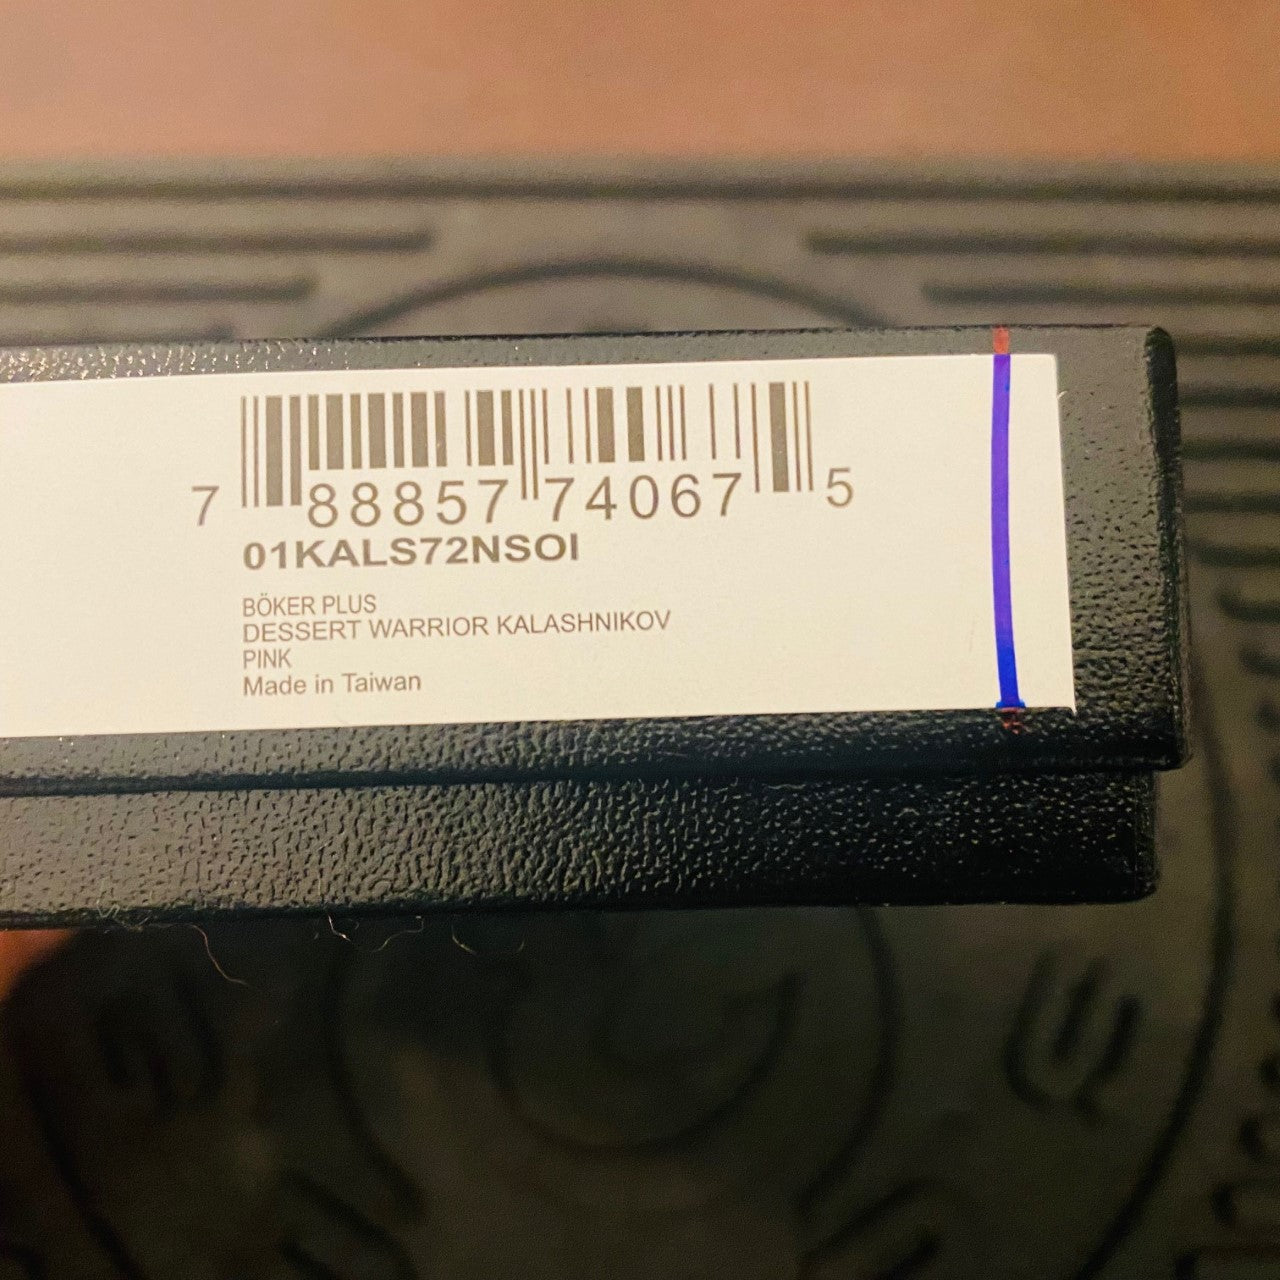 7 88857 74067 5
01KALS72NSOI
BÖKER PLUS
DESSERT WARRIOR KALASHNIKOV
PINK
Made in Taiwan